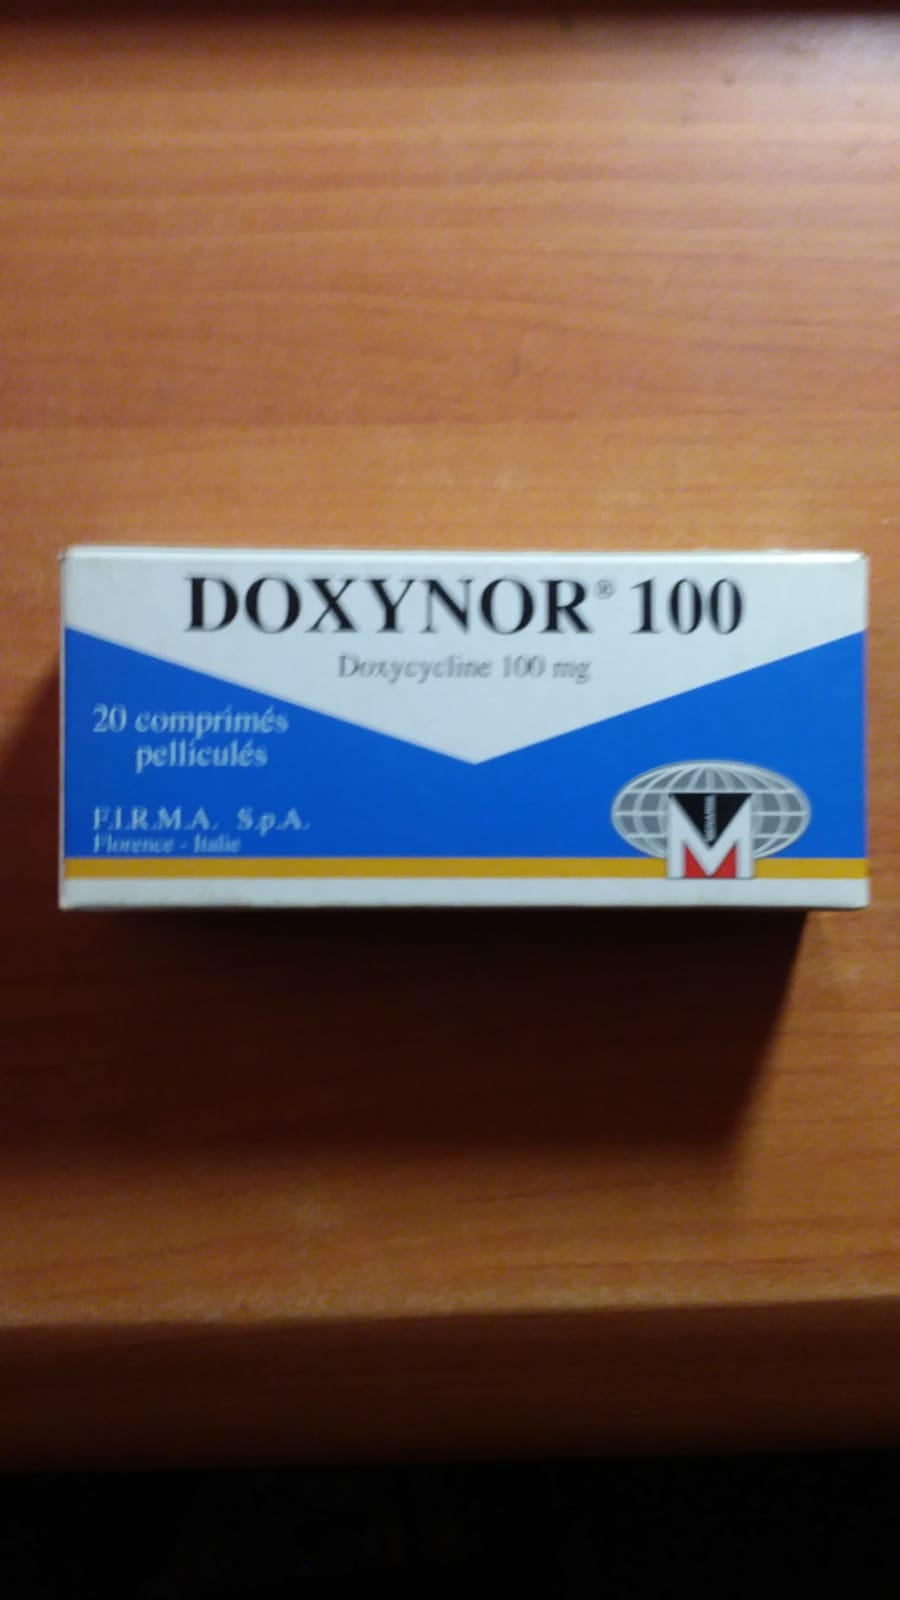 DOXYNOR® 100
Doxycycline 100 mg
20 comprimés
pelliculés
F.I.R.M.A. S.p.A.
Florence - Italie
M